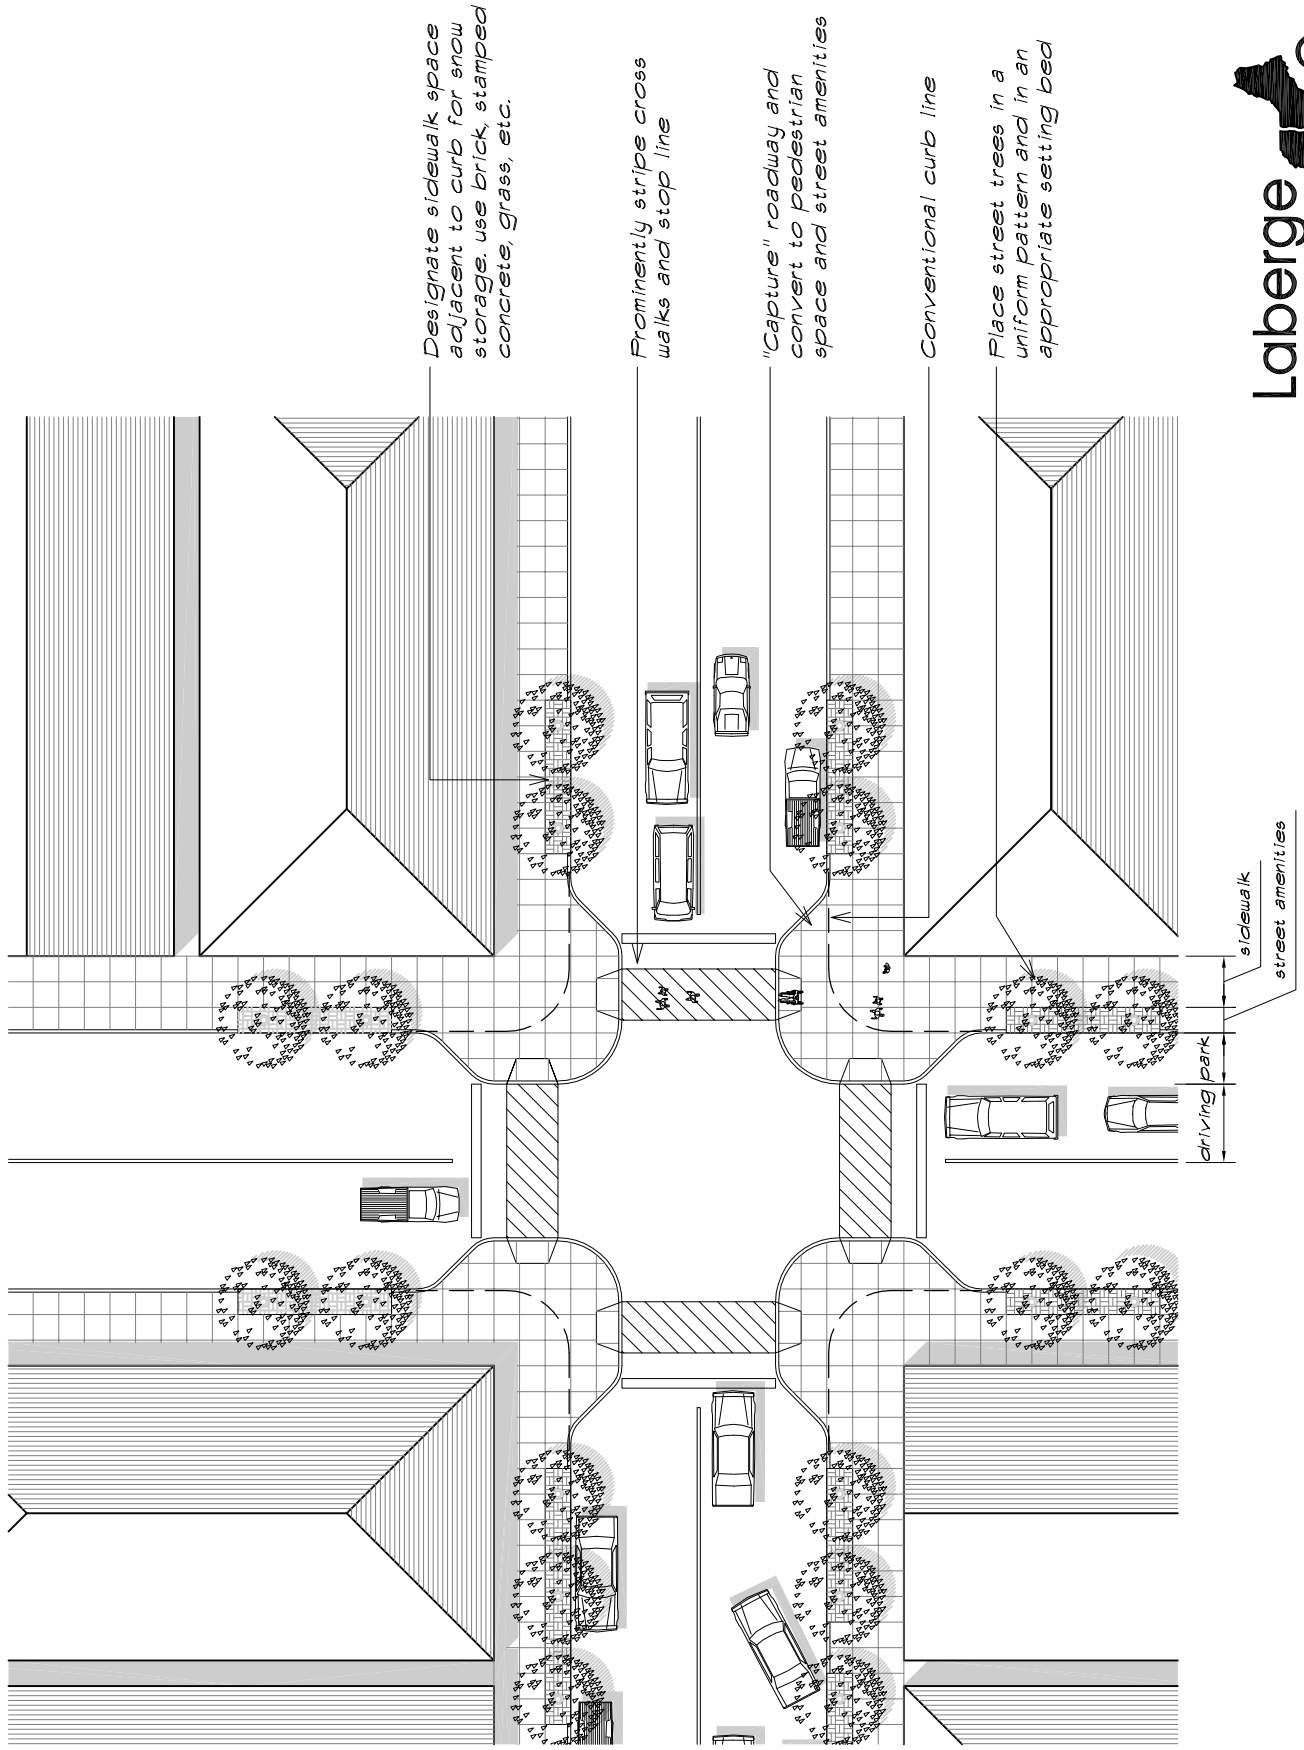 Designate sidewalk space
adjacent to curb for snow
storage. use brick, stamped
concrete, grass, etc.
Prominently stripe cross
walks and stop line
"Capture" roadway and
convert to pedestrian
space and street amenities
Conventional curb line
Place street trees in a
uniform pattern and in an
appropriate setting bed
sidewalk
street amenities
park
driving
Laberge